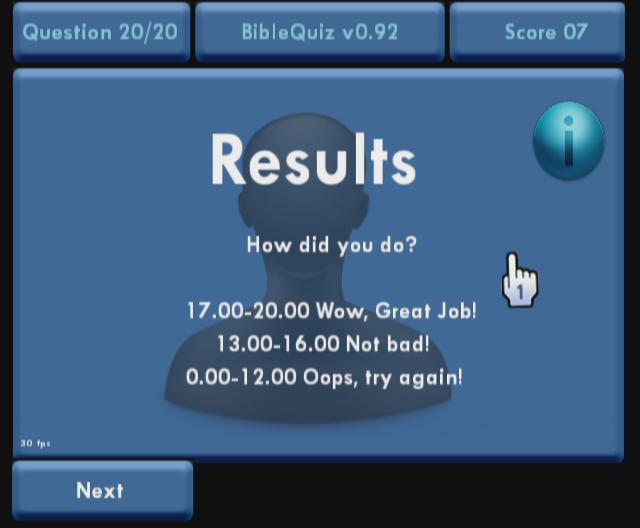 Question 20/20
BibleQuiz v0.92
Score 07
i
Results
How did you do?
1
17.00-20.00 Wow, Great Job!
13.00-16.00 Not bad!
0.00-12.00 Oops, try again!
30 fps
Next